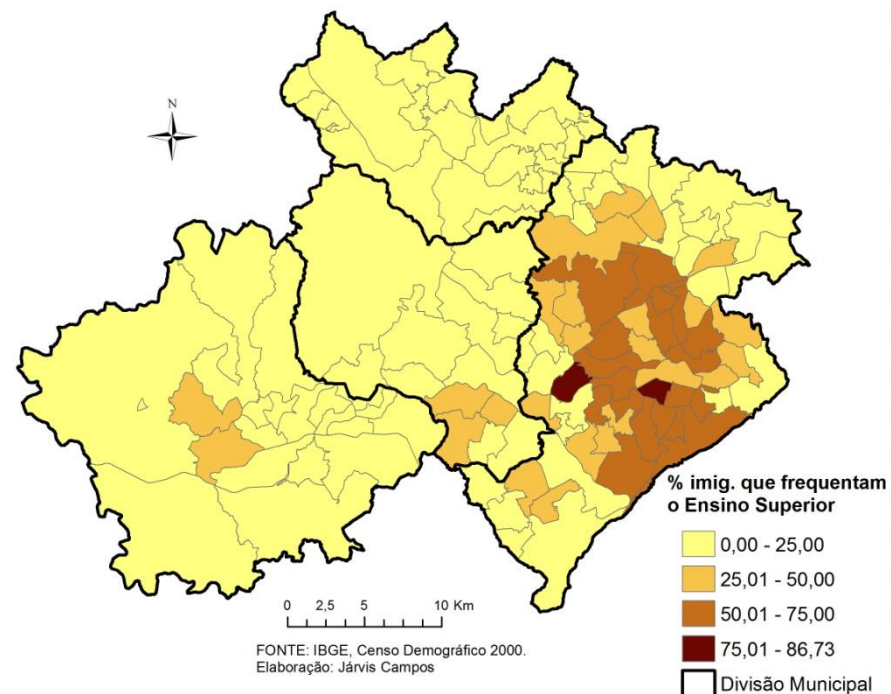 N
% imig. que frequentam
o Ensino Superior
0,00 - 25,00
25,01 - 50,00
50,01 - 75,00
75,01 - 86,73
Divisão Municipal
0 2,5 5 10 Km
FONTE: IBGE, Censo Demográfico 2000.
Elaboração: Járvis Campos